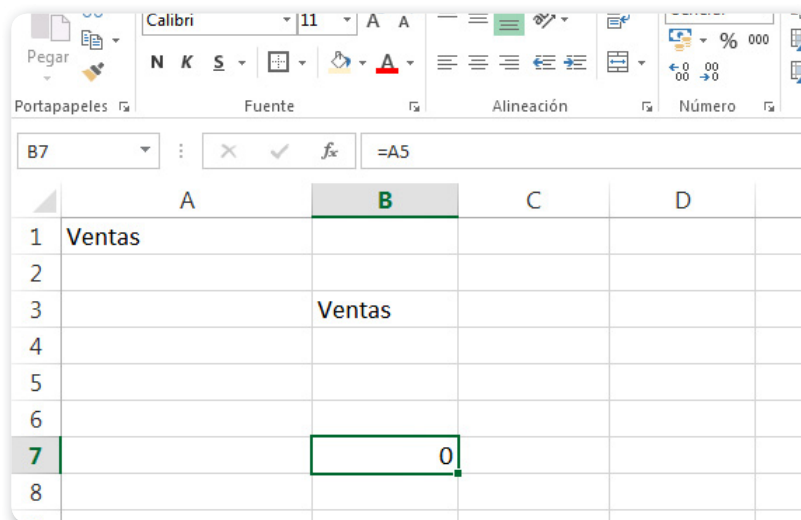 Calibri 11 A A
Pegar
N K S A % 000
Portapapeles Fuente Alineación Número
B7 fx =A5
A B C D
1 Ventas
2
3 Ventas
4
5
6
7 0
8